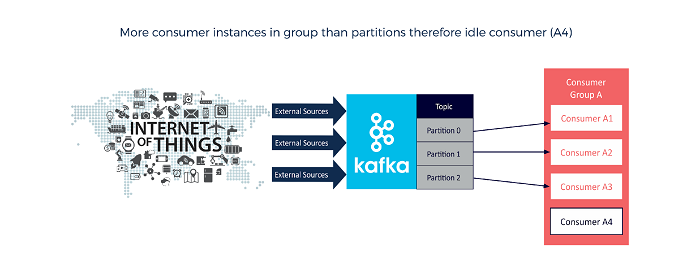 More consumer instances in group than partitions therefore idle consumer (A4)
INTERNET
OF THINGS
External Sources
External Sources
External Sources
kafka
Topic
Partition 0
Partition 1
Partition 2
Consumer
Group A
Consumer A1
Consumer A2
Consumer A3
Consumer A4